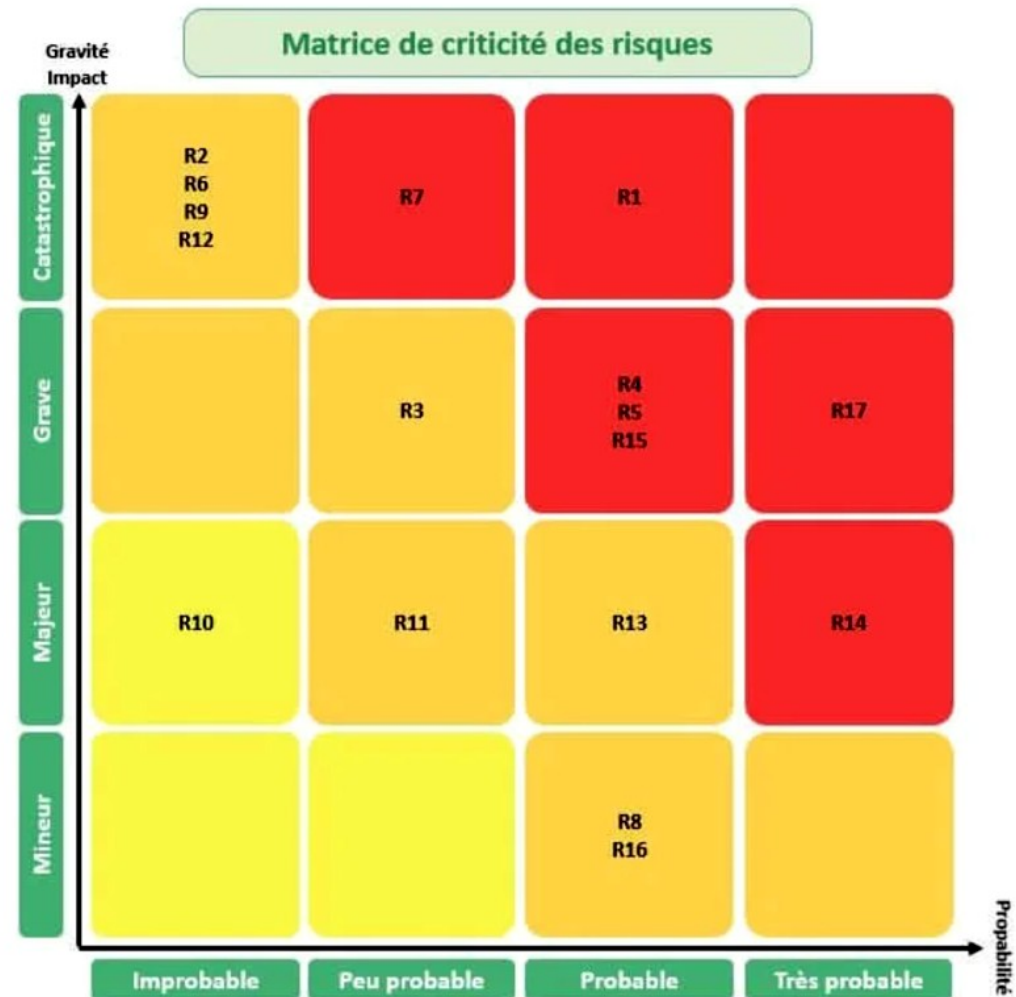 Matrice de criticité des risques
Gravité
Impact
Catastrophique
R2
R6
R9
R12
R7
R1
Grave
R3
R4
R5
R15
R17
Majeur
R10
R11
R13
R14
Mineur
R8
R16
Propabilité
Improbable
Peu probable
Probable
Très probable